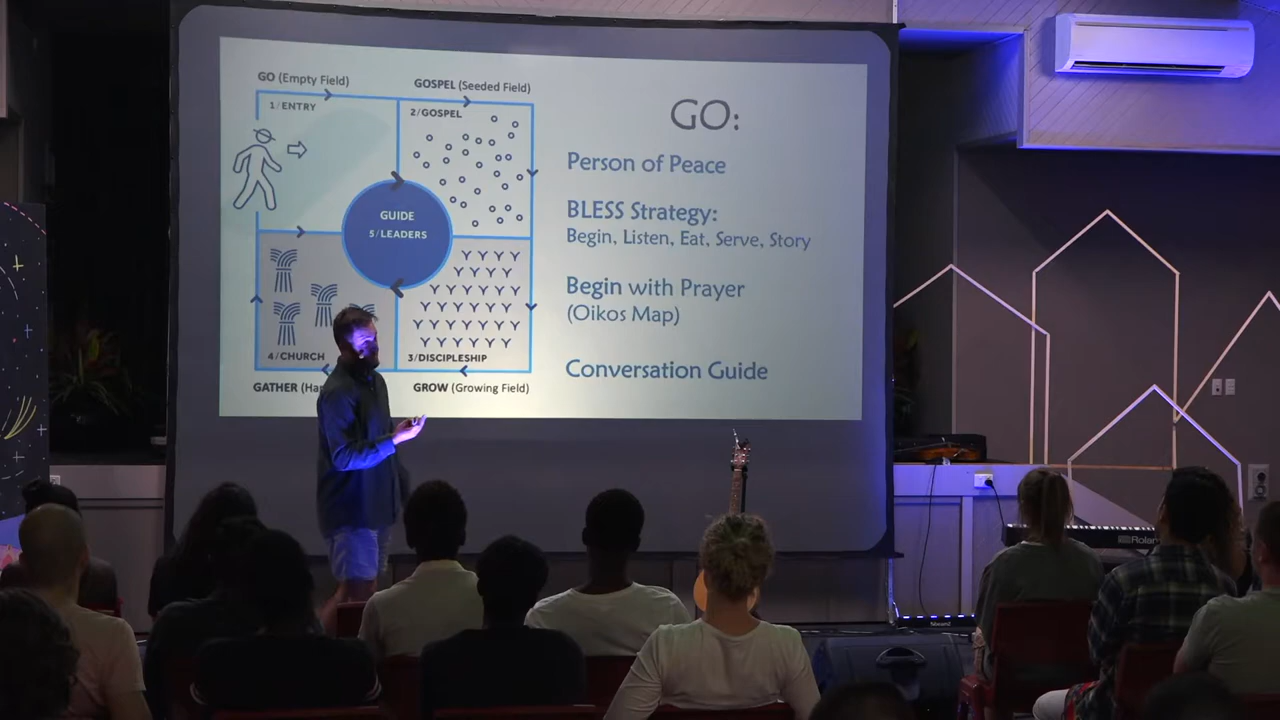 GO (Empty Field)
GOSPEL (Seeded Field)
1/ENTRY
2/GOSPEL
GUIDE
5/LEADERS
4/CHURCH
3/DISCIPLESHIP
GATHER
GROW (Growing Field)
GO:
Person of Peace
BLESS Strategy:
Begin, Listen, Eat, Serve, Story
Begin with Prayer
(Oikos Map)
Conversation Guide
Roland